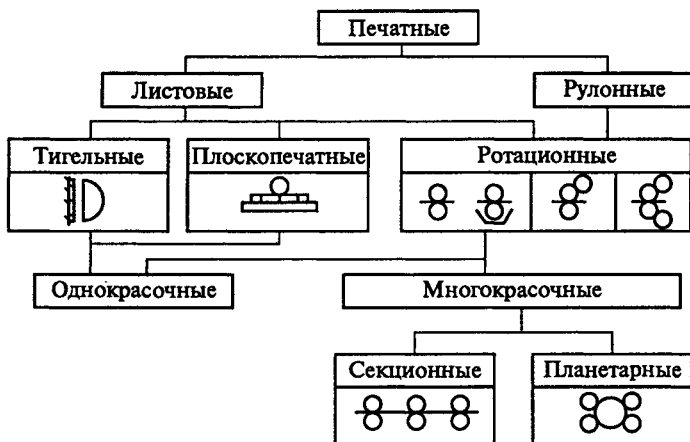 Печатные
Листовые
Рулонные
Тигельные
Плоскопечатные
Ротационные
Однокрасочные
Многокрасочные
Секционные
Планетарные